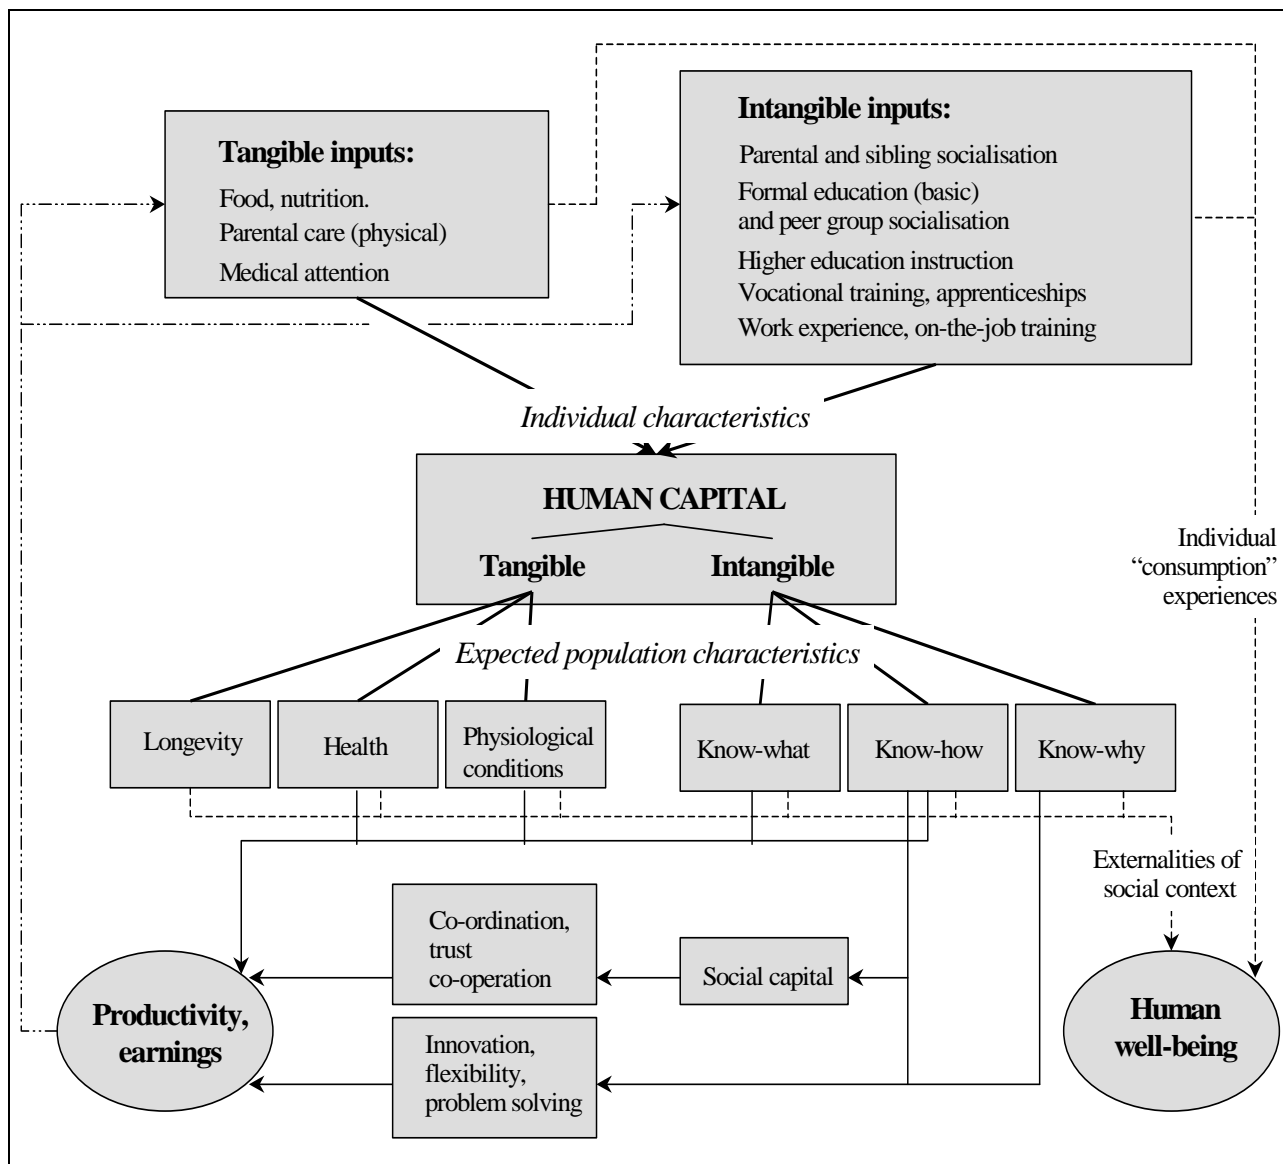 Tangible inputs:
Food, nutrition.
Parental care (physical)
Medical attention
Intangible inputs:
Parental and sibling socialisation
Formal education (basic)
and peer group socialisation
Higher education instruction
Vocational training, apprenticeships
Work experience, on-the-job training
Individual characteristics
HUMAN CAPITAL
Tangible
Intangible
Individual
“consumption”
experiences
Expected population characteristics
Longevity
Health
Physiological
conditions
Know-what
Know-how
Know-why
Externalities of
social context
Co-ordination,
trust
co-operation
Social capital
Productivity,
earnings
Innovation,
flexibility,
problem solving
Human
well-being